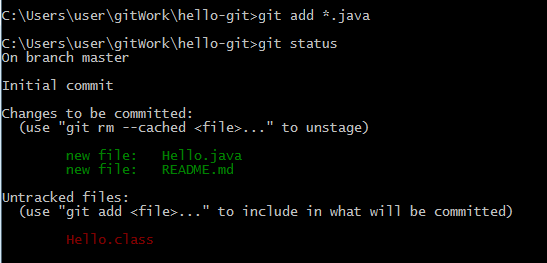 C:\Users\user\gitWork\hello-git>git add *.java
C:\Users\user\gitWork\hello-git>git status
On branch master
Initial commit
Changes to be committed:
  (use "git rm --cached <file>..." to unstage)
        new file:   Hello.java
        new file:   README.md
Untracked files:
  (use "git add <file>..." to include in what will be committed)
        Hello.class